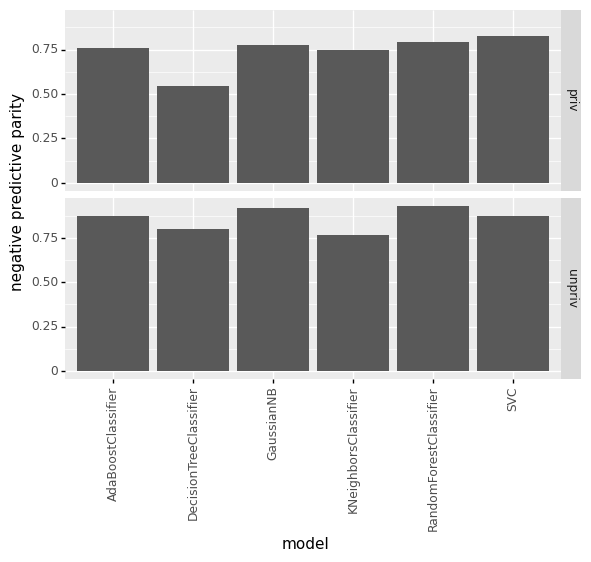 negative predictive parity
0.75
0.50
0.25
0
priv
0.75
0.50
0.25
0
unpriv
AdaBoostClassifier
DecisionTreeClassifier
GaussianNB
KNeighborsClassifier
RandomForestClassifier
SVC
model